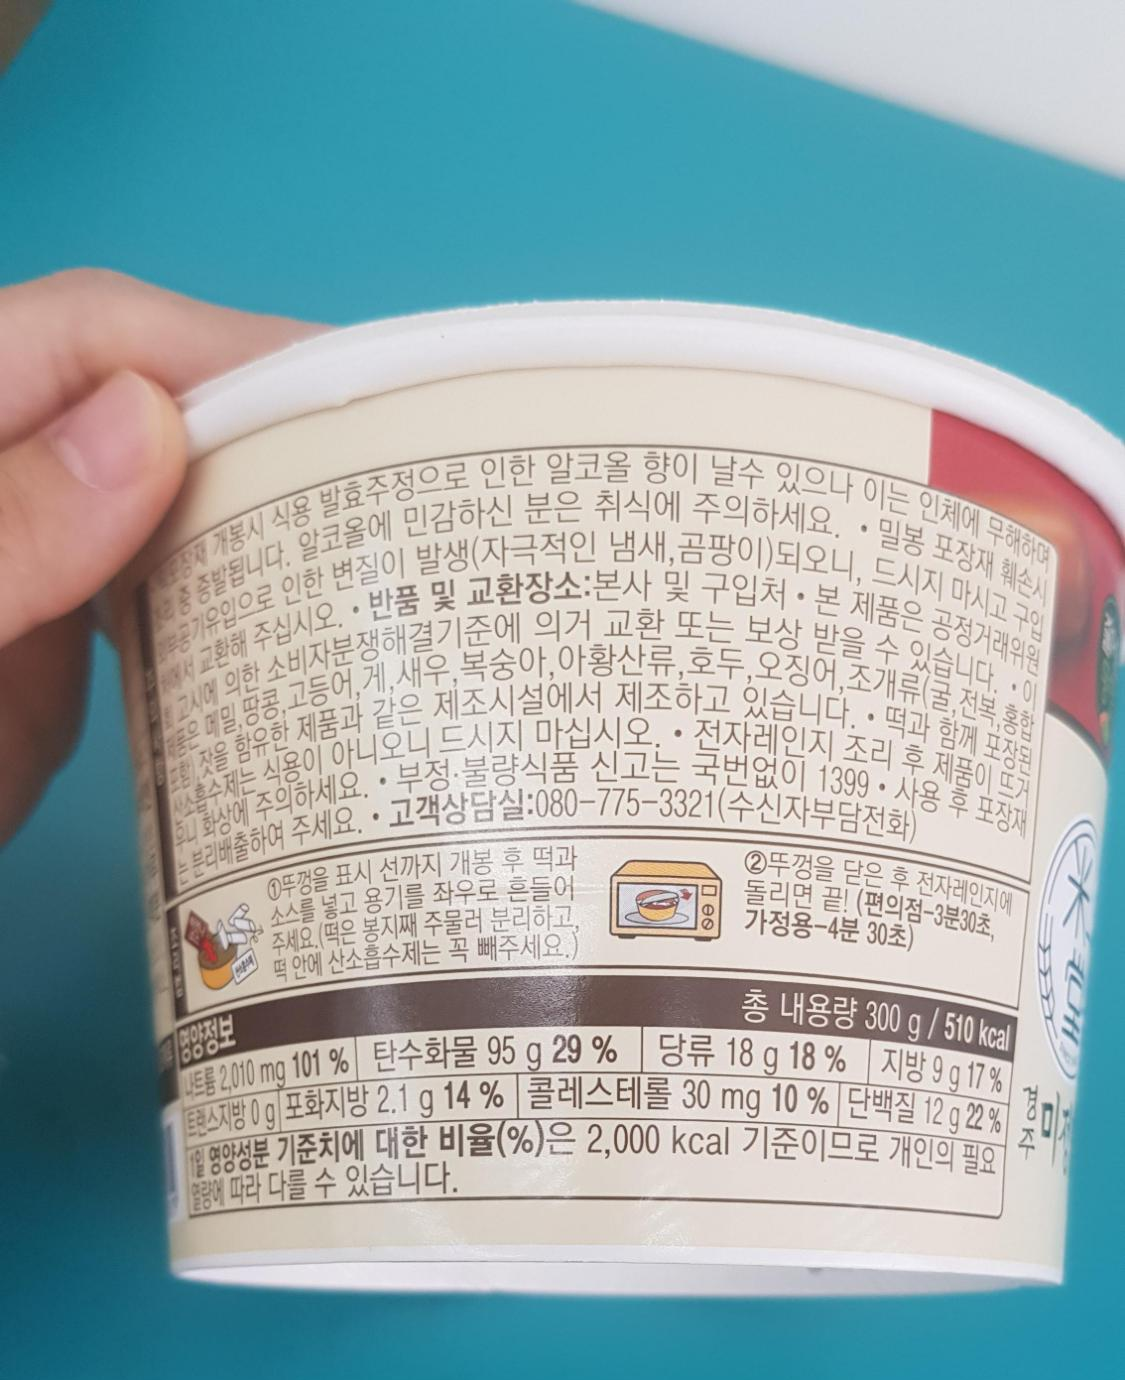 포장재 개봉시 식용 발효주정으로 인한 알코올 향이 날수 있으나 이는 인체에 무해하며
중 증발됩니다. 알코올에 민감하신 분은 취식에 주의하세요. • 밀봉 포장재 훼손시
외부공기유입으로 인한 변질이 발생(자극적인 냄새,곰팡이)되오니, 드시지 마시고 구입
에서 교환해 주십시오. • 반품 및 교환장소:본사 및 구입처 • 본 제품은 공정거래위원
고시에 의한 소비자분쟁해결기준에 의거 교환 또는 보상 받을 수 있습니다. • 이
제품은 메밀,땅콩,고등어,게,새우,복숭아,아황산류,호두,오징어,조개류(굴,전복,홍합
포함) 잣을 함유한 제품과 같은 제조시설에서 제조하고 있습니다. • 떡과 함께 포장된
산소흡수제는 식용이 아니오니 드시지 마십시오. • 전자레인지 조리 후 제품이 뜨거
우니 화상에 주의하세요. • 부정·불량식품 신고는 국번없이 1399 • 사용 후 포장재
는 분리배출하여 주세요. • 고객상담실:080-775-3321(수신자부담전화)
①뚜껑을 표시 선까지 개봉 후 떡과
소스를 넣고 용기를 좌우로 흔들어
주세요.(떡은 봉지째 주물러 분리하고,
떡 안에 산소흡수제는 꼭 빼주세요.)
②뚜껑을 닫은 후 전자레인지에
돌리면 끝! (편의점-3분30초,
가정용-4분 30초)
영양정보 총 내용량 300 g / 510 kcal
나트륨 2,010 mg 101 % 탄수화물 95 g 29 % 당류 18 g 18 % 지방 9 g 17 %
트랜스지방 0 g 포화지방 2.1 g 14 % 콜레스테롤 30 mg 10 % 단백질 12 g 22 %
1일 영양성분 기준치에 대한 비율(%)은 2,000 kcal 기준이므로 개인의 필요
열량에 따라 다를 수 있습니다.
경주